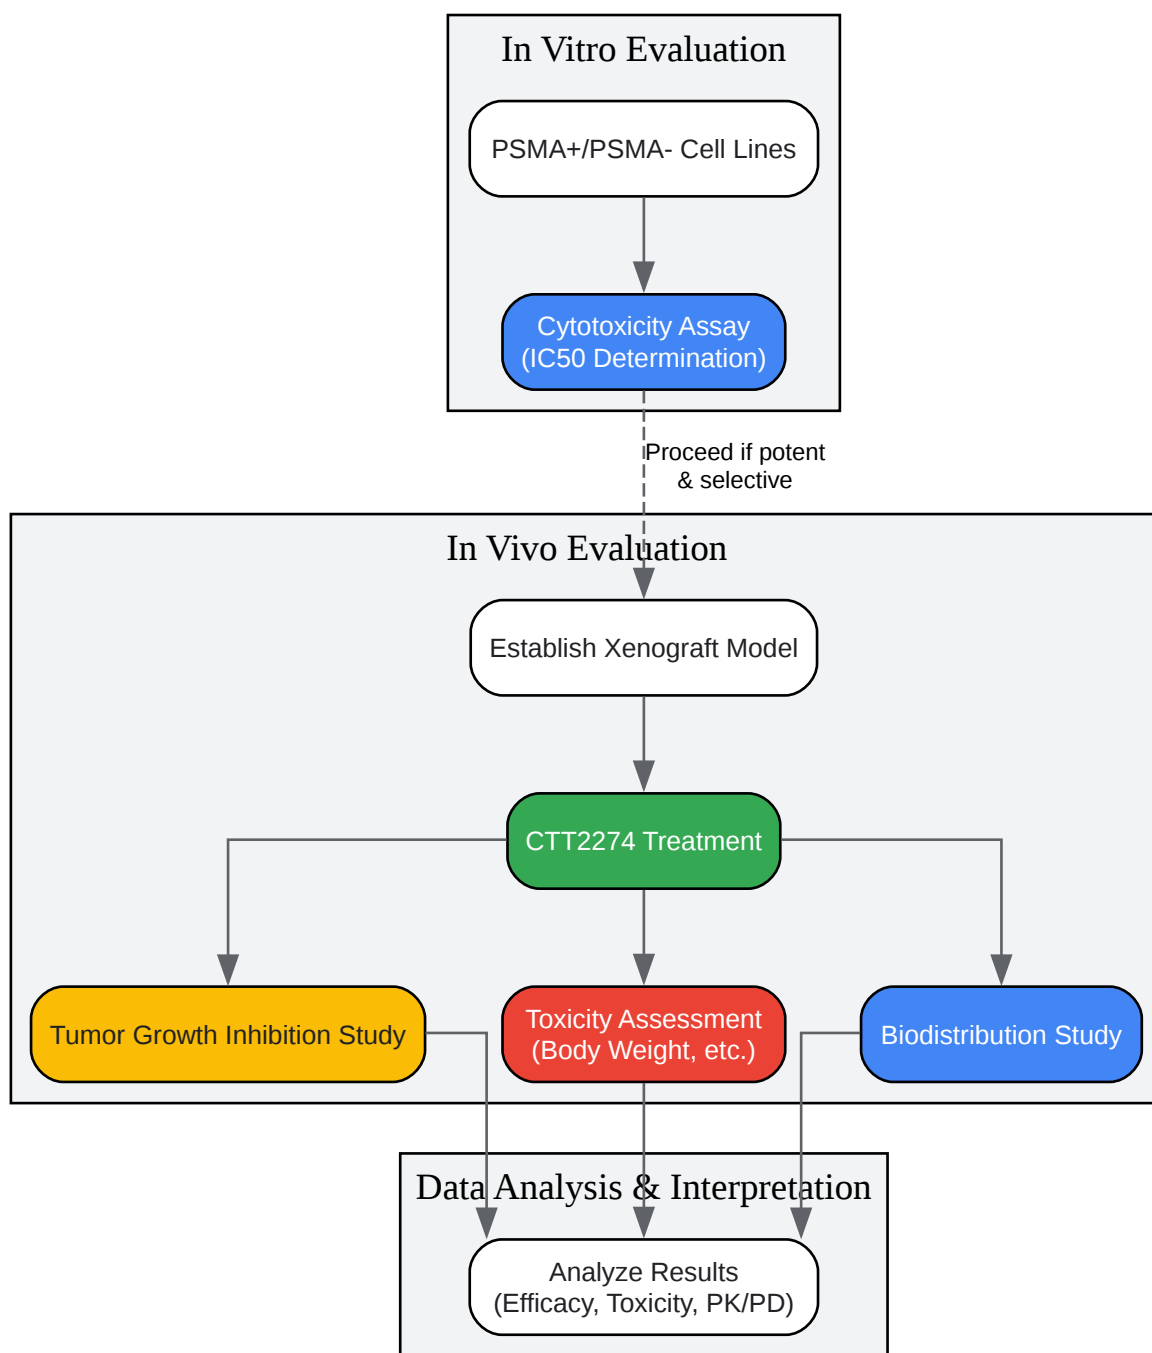 In Vitro Evaluation
PSMA+/PSMA- Cell Lines
Cytotoxicity Assay
(IC50 Determination)
Proceed if potent
& selective
In Vivo Evaluation
Establish Xenograft Model
CTT2274 Treatment
Tumor Growth Inhibition Study
Toxicity Assessment
(Body Weight, etc.)
Biodistribution Study
Data Analysis & Interpretation
Analyze Results
(Efficacy, Toxicity, PK/PD)